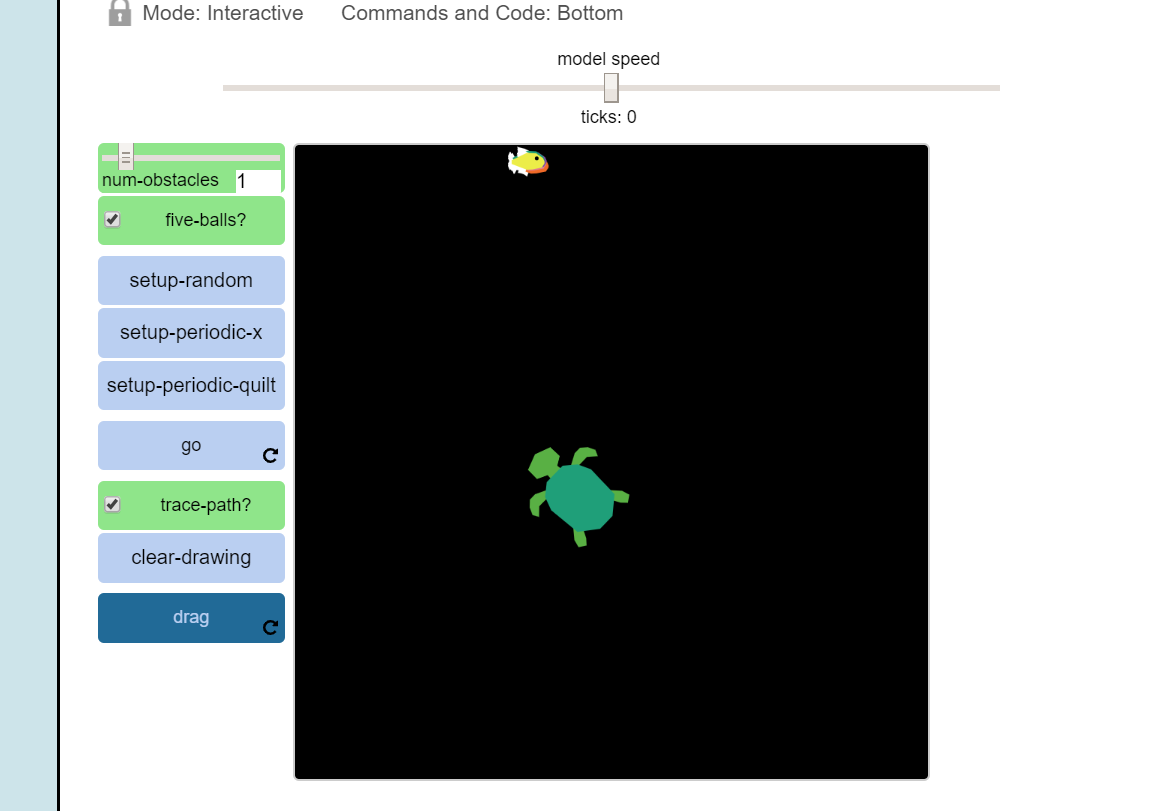 Mode: Interactive Commands and Code: Bottom
model speed
ticks: 0
num-obstacles 1
five-balls?
setup-random
setup-periodic-x
setup-periodic-quilt
go
trace-path?
clear-drawing
drag